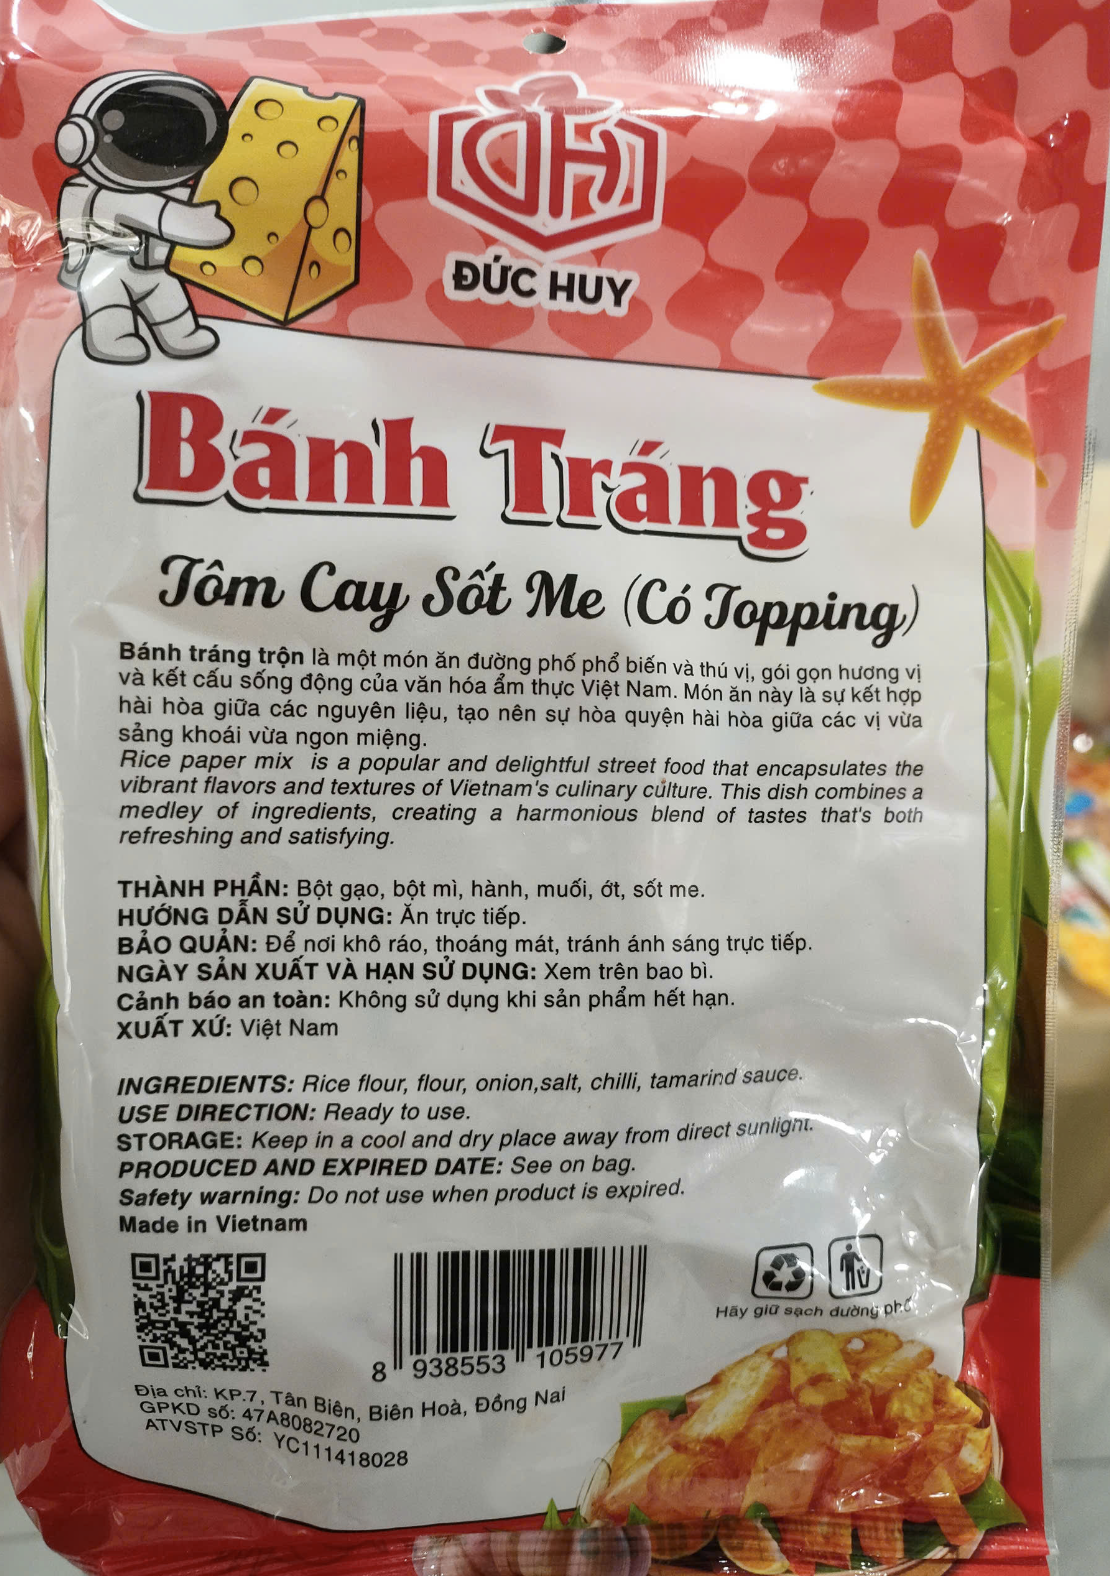 ĐỨC HUY
Bánh Tráng
Tôm Cay Sốt Me (Có Topping)
Bánh tráng trộn là một món ăn đường phố phổ biến và thú vị, gói gọn hương vị
và kết cấu sống động của văn hóa ẩm thực Việt Nam. Món ăn này là sự kết hợp
hài hòa giữa các nguyên liệu, tạo nên sự hòa quyện hài hòa giữa các vị vừa
sảng khoái vừa ngon miệng.
Rice paper mix is a popular and delightful street food that encapsulates the
vibrant flavors and textures of Vietnam's culinary culture. This dish combines a
medley of ingredients, creating a harmonious blend of tastes that's both
refreshing and satisfying.
THÀNH PHẦN: Bột gạo, bột mì, hành, muối, ớt, sốt me.
HƯỚNG DẪN SỬ DỤNG: Ăn trực tiếp.
BẢO QUẢN: Để nơi khô ráo, thoáng mát, tránh ánh sáng trực tiếp.
NGÀY SẢN XUẤT VÀ HẠN SỬ DỤNG: Xem trên bao bì.
Cảnh báo an toàn: Không sử dụng khi sản phẩm hết hạn.
XUẤT XỨ: Việt Nam
INGREDIENTS: Rice flour, flour, onion,salt, chilli, tamarind sauce.
USE DIRECTION: Ready to use.
STORAGE: Keep in a cool and dry place away from direct sunlight.
PRODUCED AND EXPIRED DATE: See on bag.
Safety warning: Do not use when product is expired.
Made in Vietnam
8 938553 105977
Hãy giữ sạch đường phố
Địa chỉ: KP.7, Tân Biên, Biên Hoà, Đồng Nai
GPKD số: 47A8082720
ATVSTP Số: YC111418028